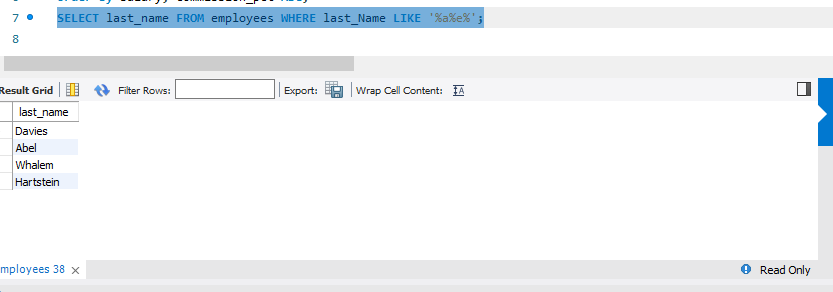 7 SELECT last_name FROM employees WHERE last_Name LIKE '%a%e%';
8
Result Grid Filter Rows: Export: Wrap Cell Content: IA
last_name
Davies
Abel
Whalem
Hartstein
mployees 38 × Read Only